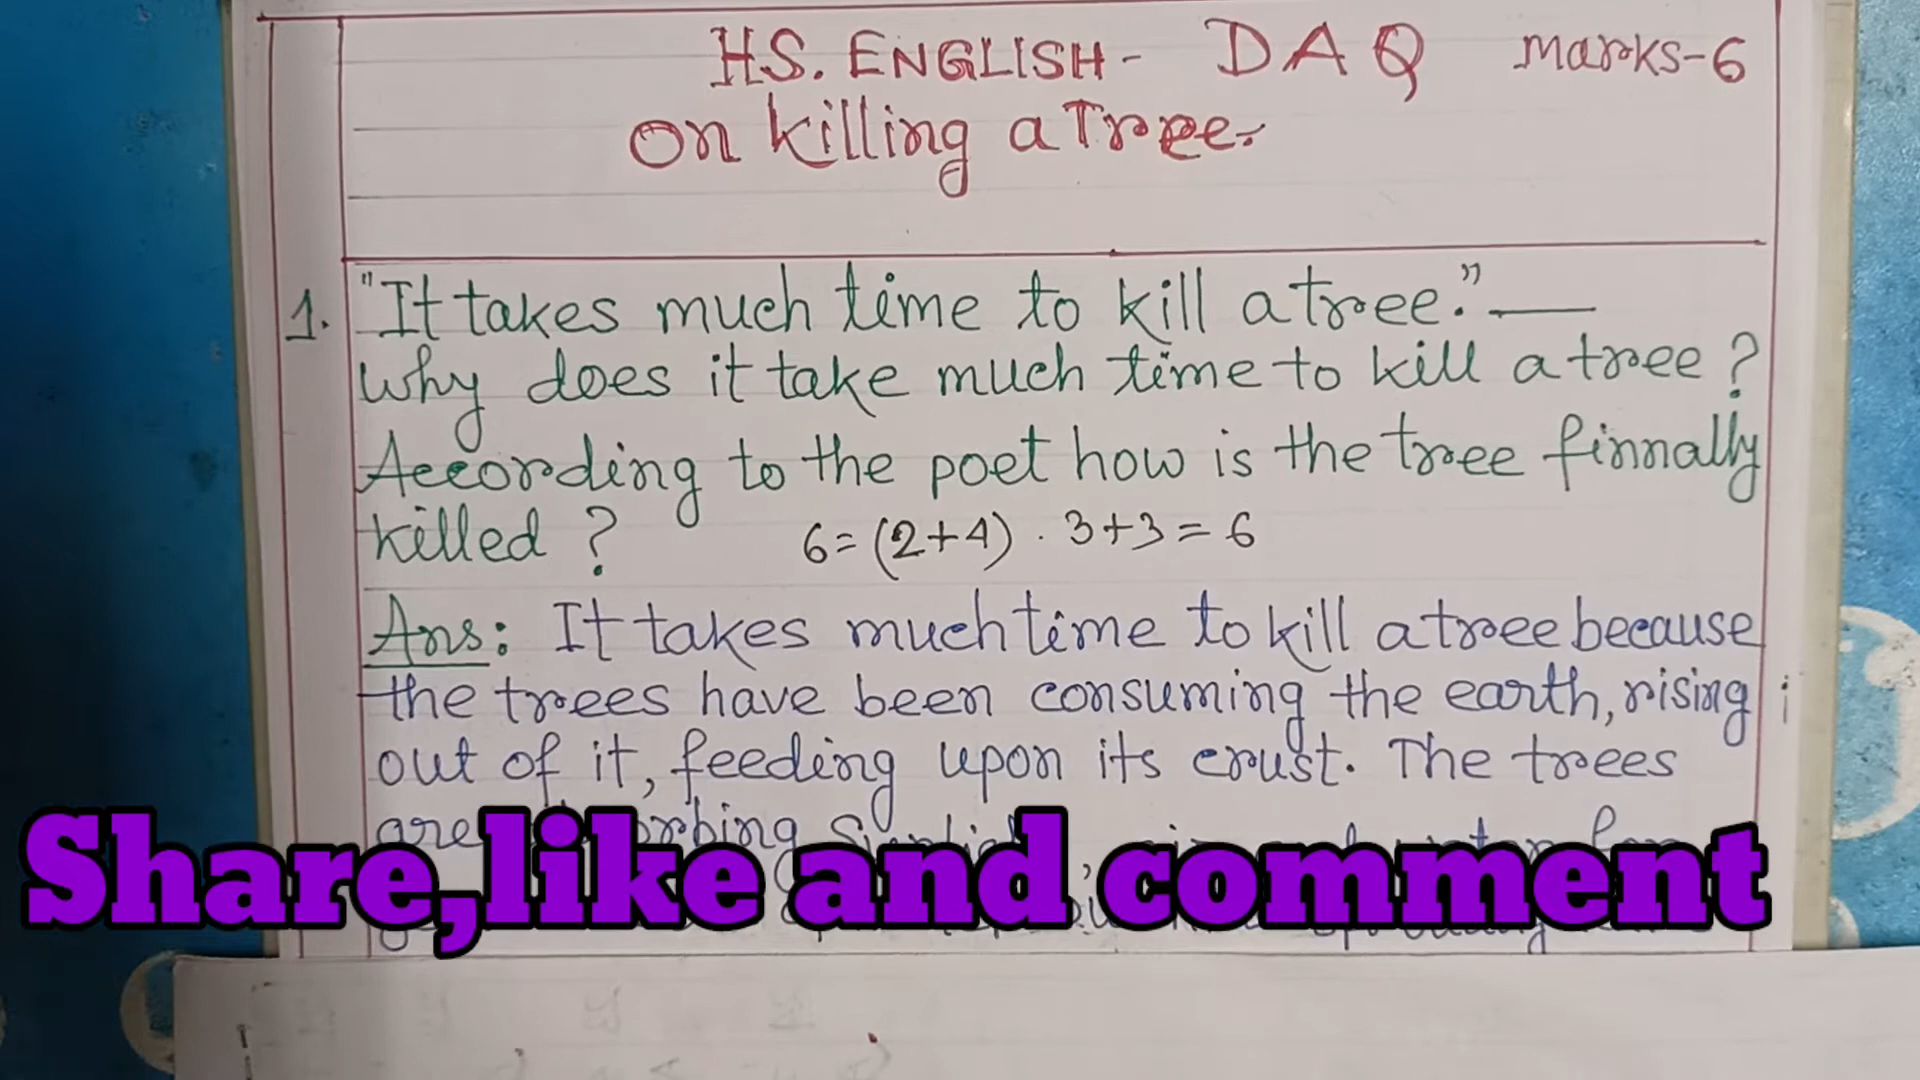 HS. ENGLISH- DAQ Marks-6
on killing a Tree.
1. "It takes much time to kill a tree." —
Why does it take much time to kill a tree?
According to the poet how is the tree finnally
killed? 6=(2+4). 3+3=6
Ans: It takes much time to kill a tree because
the trees have been consuming the earth, rising
out of it, feeding upon its crust. The trees
are
Share,like and comment